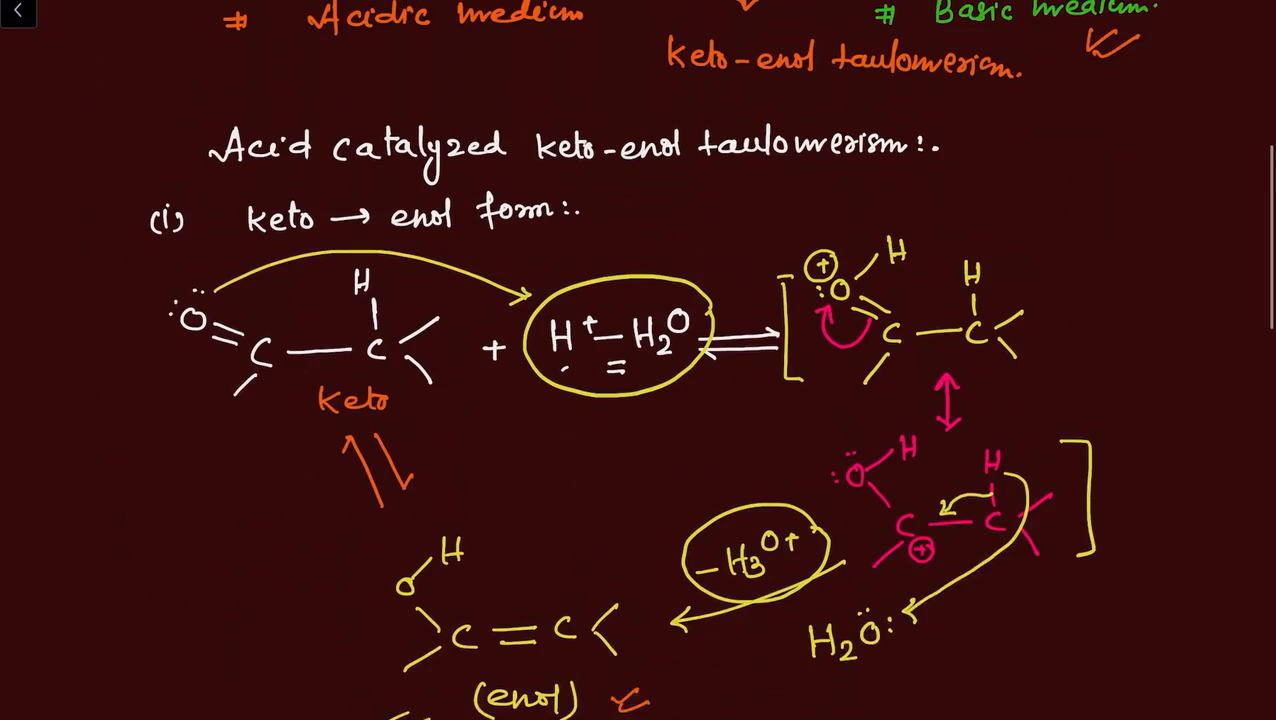 # Acidic medium
# Basic medium.
keto-enol tautomerism.
Acid catalyzed keto-enol tautomerism:.
(i) keto → enol form:.
H
:Ö
C
C
+
H⁺-H₂O
⇌
keto
[
+
:O
H
H
C
C
:Ö
H
H
C
C
+
]
-H₃O⁺
H₂Ö:
O
H
C = C
(enol)